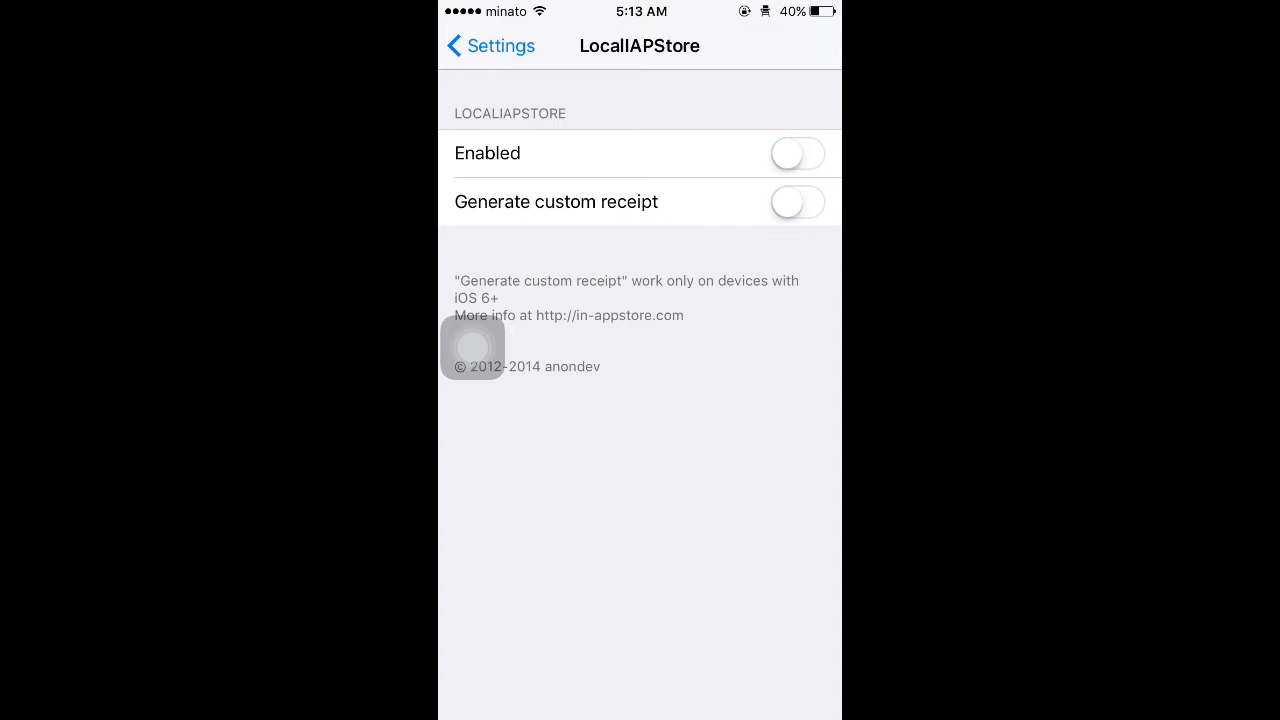 minato 5:13 AM 40%
Settings LocalIAPStore
LOCALIAPSTORE
Enabled
Generate custom receipt
"Generate custom receipt" work only on devices with
iOS 6+
More info at http://in-appstore.com
© 2012-2014 anondev